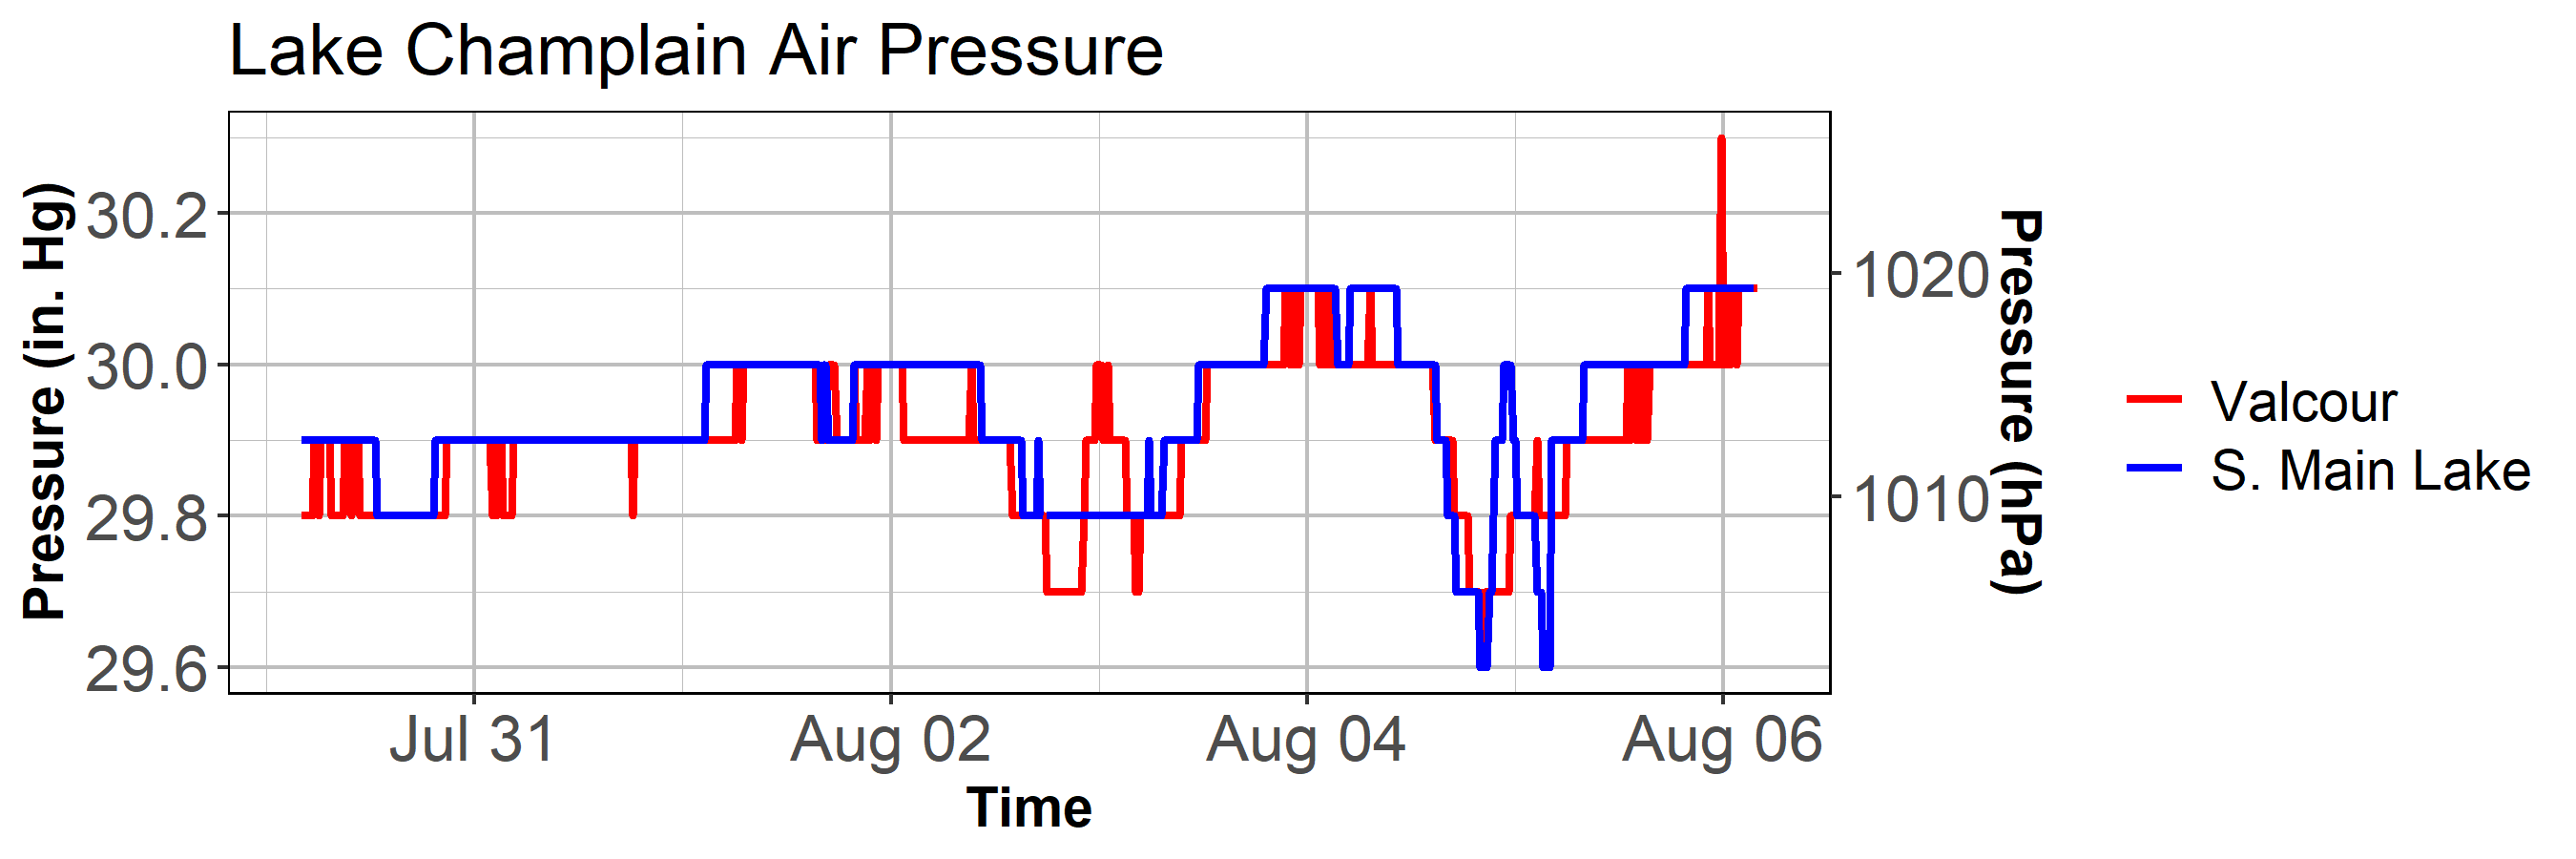 Lake Champlain Air Pressure
Pressure (in. Hg)
30.2
30.0
29.8
29.6
1020
1010
Pressure (hPa)
Jul 31
Aug 02
Aug 04
Aug 06
Time
Valcour
S. Main Lake